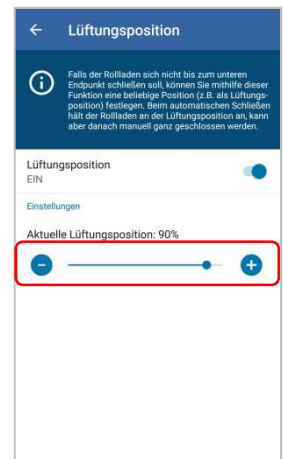 Lüftungsposition
Falls der Rollladen sich nicht bis zum unteren
Endpunkt schließen soll, können Sie mithilfe dieser
Funktion eine beliebige Position (z.B. als Lüftungs-
position) festlegen. Beim automatischen Schließen
hält der Rollladen an der Lüftungsposition an, kann
aber danach manuell ganz geschlossen werden.
Lüftungsposition
EIN
Einstellungen
Aktuelle Lüftungsposition: 90%